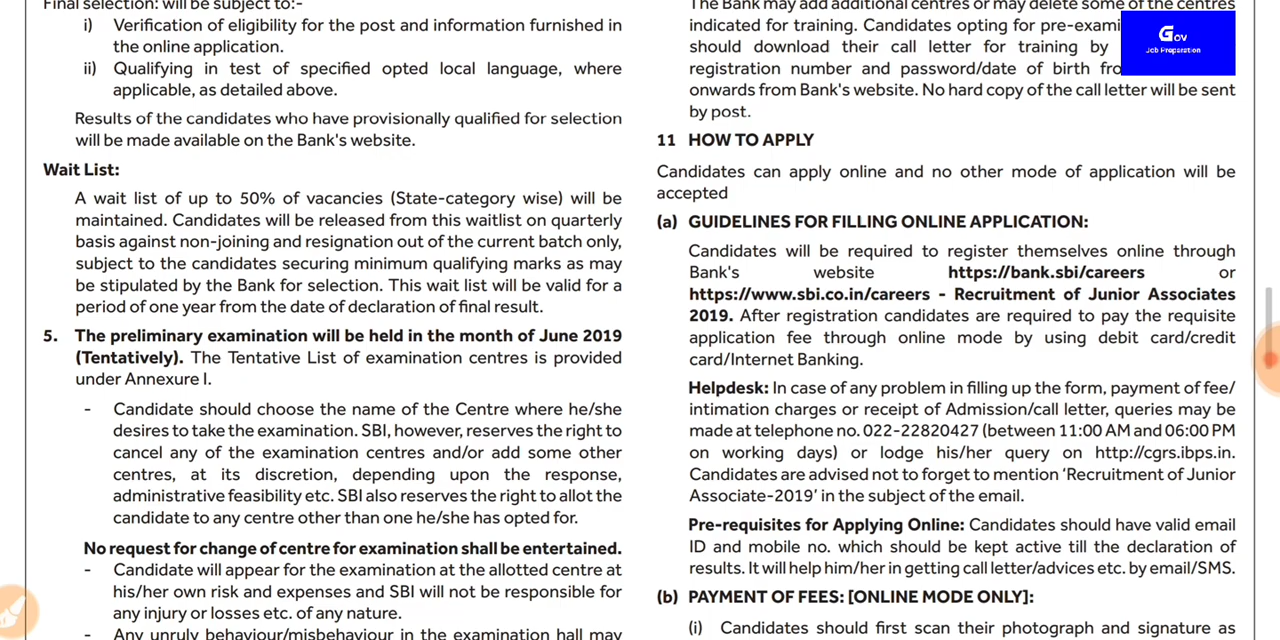 Final selection: will be subject to:-
i) Verification of eligibility for the post and information furnished in
the online application.
ii) Qualifying in test of specified opted local language, where
applicable, as detailed above.
Results of the candidates who have provisionally qualified for selection
will be made available on the Bank's website.
Wait List:
A wait list of up to 50% of vacancies (State-category wise) will be
maintained. Candidates will be released from this waitlist on quarterly
basis against non-joining and resignation out of the current batch only,
subject to the candidates securing minimum qualifying marks as may
be stipulated by the Bank for selection. This wait list will be valid for a
period of one year from the date of declaration of final result.
5. The preliminary examination will be held in the month of June 2019
(Tentatively). The Tentative List of examination centres is provided
under Annexure I.
- Candidate should choose the name of the Centre where he/she
desires to take the examination. SBI, however, reserves the right to
cancel any of the examination centres and/or add some other
centres, at its discretion, depending upon the response,
administrative feasibility etc. SBI also reserves the right to allot the
candidate to any centre other than one he/she has opted for.
No request for change of centre for examination shall be entertained.
- Candidate will appear for the examination at the allotted centre at
his/her own risk and expenses and SBI will not be responsible for
any injury or losses etc. of any nature.
- Any unruly behaviour/misbehaviour in the examination hall may
The Bank may add additional centres or may delete some of the centres
indicated for training. Candidates opting for
should download their call letter for training by
registration number and password/date of birth
onwards from Bank's website. No hard copy of the call letter will be sent
by post.
Gov
Job Preparation
11 HOW TO APPLY
Candidates can apply online and no other mode of application will be
accepted
(a) GUIDELINES FOR FILLING ONLINE APPLICATION:
Candidates will be required to register themselves online through
Bank's website https://bank.sbi/careers or
https://www.sbi.co.in/careers - Recruitment of Junior Associates
2019. After registration candidates are required to pay the requisite
application fee through online mode by using debit card/credit
card/Internet Banking.
Helpdesk: In case of any problem in filling up the form, payment of fee/
intimation charges or receipt of Admission/call letter, queries may be
made at telephone no. 022-22820427 (between 11:00 AM and 06:00 PM
on working days) or lodge his/her query on http://cgrs.ibps.in.
Candidates are advised not to forget to mention 'Recruitment of Junior
Associate-2019' in the subject of the email.
Pre-requisites for Applying Online: Candidates should have valid email
ID and mobile no. which should be kept active till the declaration of
results. It will help him/her in getting call letter/advices etc. by email/SMS.
(b) PAYMENT OF FEES: [ONLINE MODE ONLY]:
(i) Candidates should first scan their photograph and signature as